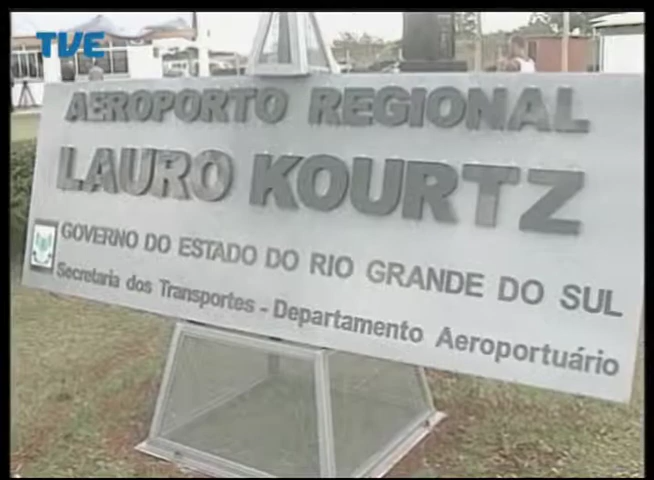 TVE
AEROPORTO REGIONAL
LAURO KOURTZ
GOVERNO DO ESTADO DO RIO GRANDE DO SUL
Secretaria dos Transportes - Departamento Aeroportuário